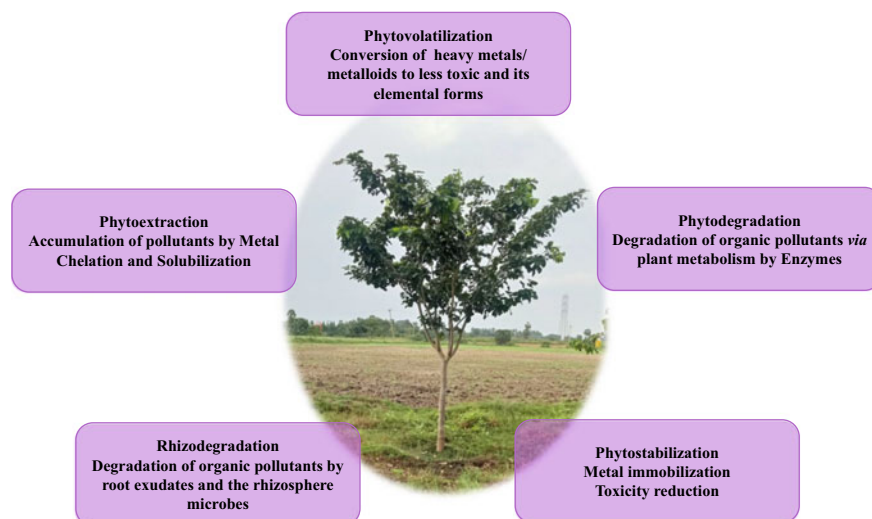 Phytovolatilization
Conversion of heavy metals/
metalloids to less toxic and its
elemental forms
Phytoextraction
Accumulation of pollutants by Metal
Chelation and Solubilization
Phytodegradation
Degradation of organic pollutants via
plant metabolism by Enzymes
Rhizodegradation
Degradation of organic pollutants by
root exudates and the rhizosphere
microbes
Phytostabilization
Metal immobilization
Toxicity reduction